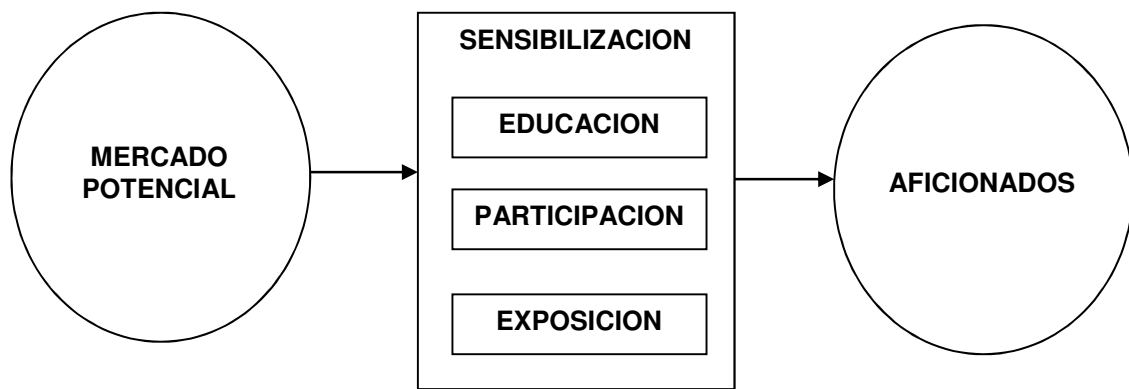 MERCADO
POTENCIAL
SENSIBILIZACION
EDUCACION
PARTICIPACION
EXPOSICION
AFICIONADOS